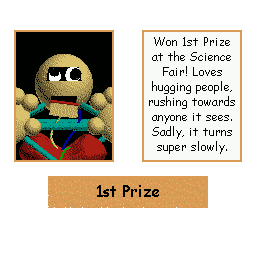 Won 1st Prize
at the Science
Fair! Loves
hugging people,
rushing towards
anyone it sees.
Sadly, it turns
super slowly.
1st Prize